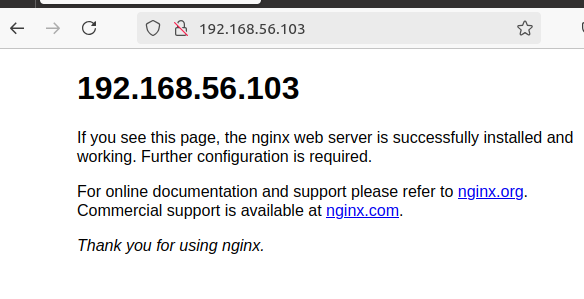 192.168.56.103
192.168.56.103
If you see this page, the nginx web server is successfully installed and
working. Further configuration is required.
For online documentation and support please refer to nginx.org.
Commercial support is available at nginx.com.
Thank you for using nginx.